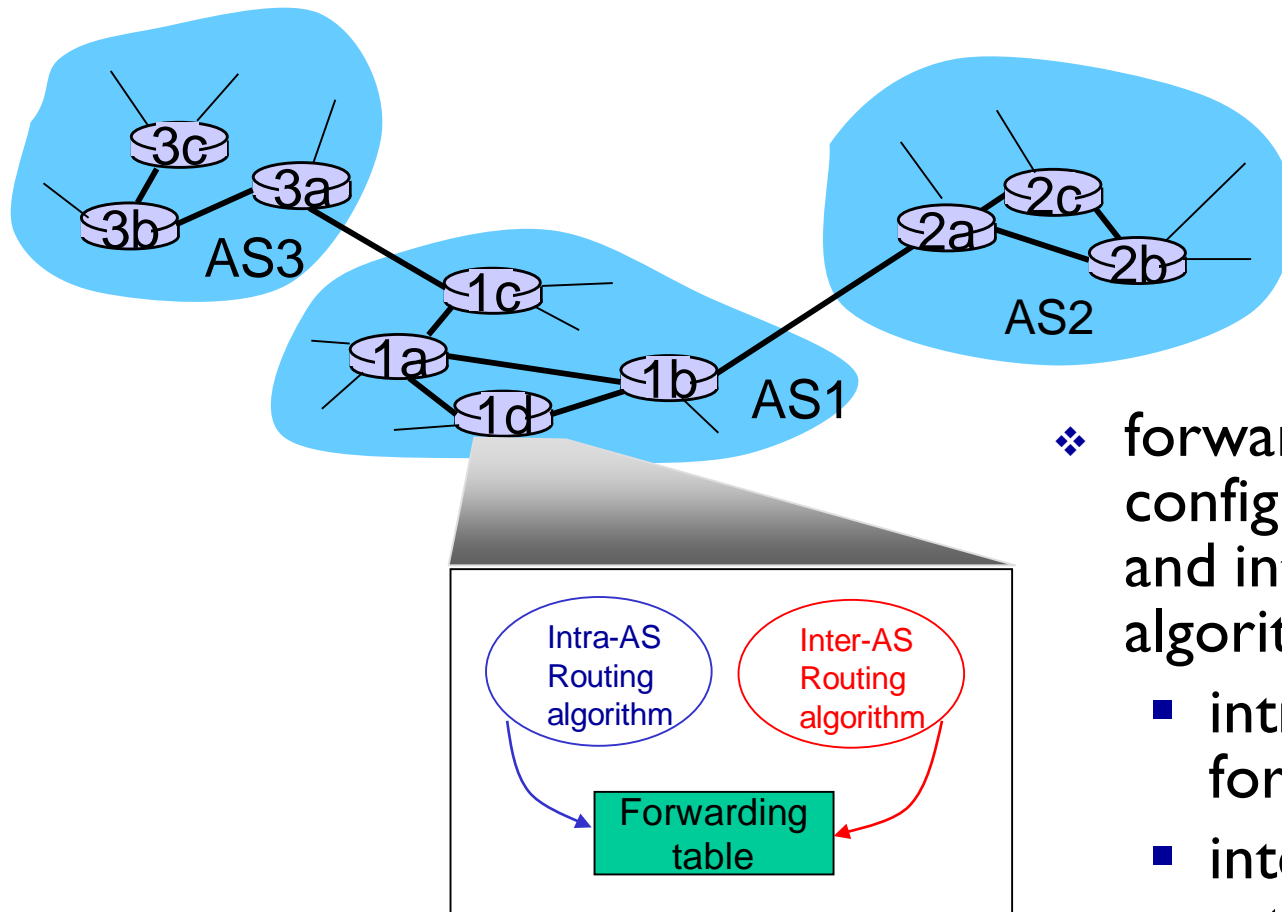 3c
3a
3b
AS3
2c
2a
2b
AS2
1c
1a
1b
1d
AS1
Intra-AS
Routing
algorithm
Inter-AS
Routing
algorithm
Forwarding
table
and